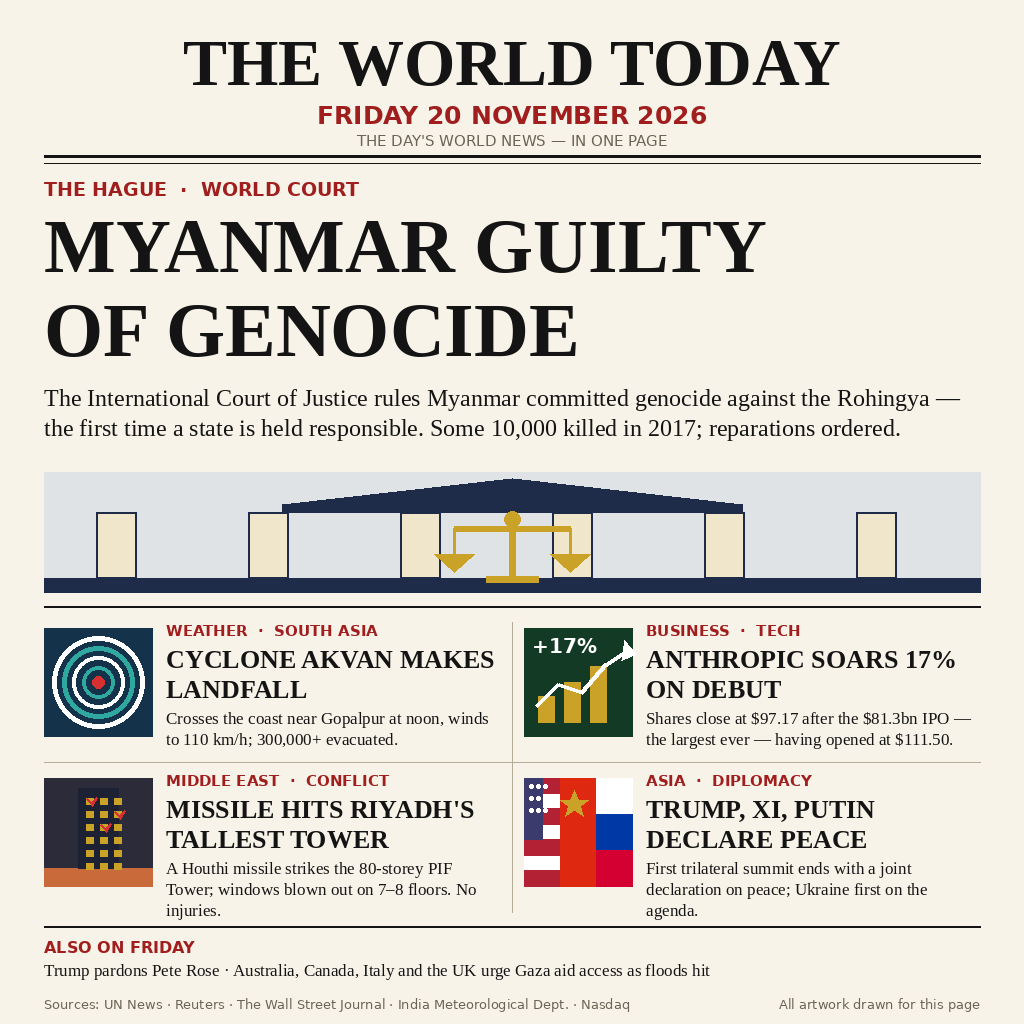 THE WORLD TODAY
FRIDAY 20 NOVEMBER 2026
THE DAY'S WORLD NEWS — IN ONE PAGE
THE HAGUE · WORLD COURT
MYANMAR GUILTY
OF GENOCIDE
The International Court of Justice rules Myanmar committed genocide against the Rohingya —
the first time a state is held responsible. Some 10,000 killed in 2017; reparations ordered.
WEATHER · SOUTH ASIA
CYCLONE AKVAN MAKES
LANDFALL
Crosses the coast near Gopalpur at noon, winds
to 110 km/h; 300,000+ evacuated.
+17%
BUSINESS · TECH
ANTHROPIC SOARS 17%
ON DEBUT
Shares close at $97.17 after the $81.3bn IPO —
the largest ever — having opened at $111.50.
MIDDLE EAST · CONFLICT
MISSILE HITS RIYADH'S
TALLEST TOWER
A Houthi missile strikes the 80-storey PIF
Tower; windows blown out on 7–8 floors. No
injuries.
ASIA · DIPLOMACY
TRUMP, XI, PUTIN
DECLARE PEACE
First trilateral summit ends with a joint
declaration on peace; Ukraine first on the
agenda.
ALSO ON FRIDAY
Trump pardons Pete Rose · Australia, Canada, Italy and the UK urge Gaza aid access as floods hit
Sources: UN News · Reuters · The Wall Street Journal · India Meteorological Dept. · Nasdaq
All artwork drawn for this page